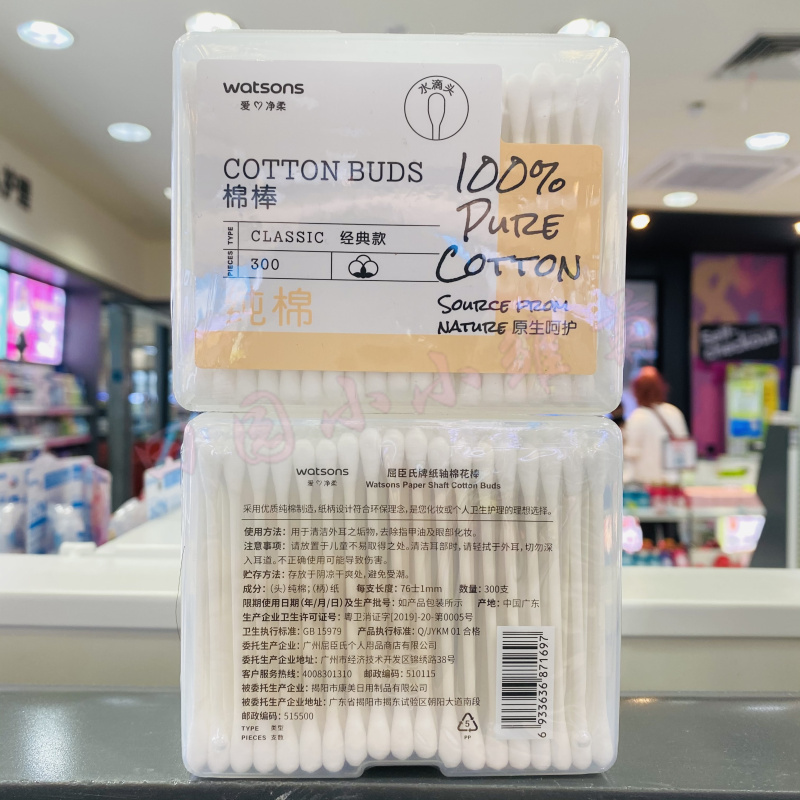 watsons
爱♡净柔
水滴头
COTTON BUDS
棉棒
TYPE CLASSIC 经典款
PIECES 300
纯棉
100%
PURE
COTTON
SOURCE FROM
NATURE 原生呵护
watsons
爱♡净柔
屈臣氏牌纸轴棉花棒
Watsons Paper Shaft Cotton Buds
采用优质纯棉制造，纸柄设计符合环保理念，是您化妆或个人卫生护理的理想选择。
使用方法：用于清洁外耳之垢物，去除指甲油及眼部化妆。
注意事项：请放置于儿童不易取得之处。清洁耳部时，请轻拭于外耳，切勿深
入耳道。不正确使用可能导致伤害。
贮存方法：存放于阴凉干爽处，避免受潮。
成分：(头)纯棉；(柄)纸 每支长度：76±1mm 数量：300支
限期使用日期(年/月/日)及生产批号：如产品包装所示 产地：中国广东
生产企业卫生许可证号：粤卫消证字[2019]-20-第0005号
卫生执行标准：GB 15979 产品执行标准：Q/JYKM 01 合格
委托生产企业：广州屈臣氏个人用品商店有限公司
委托生产企业地址：广州市经济技术开发区锦绣路38号
客户服务热线：4008301310 邮政编码：510115
被委托生产企业：揭阳市康美日用制品有限公司
被委托生产企业地址：广东省揭阳市揭东试验区朝阳大道南段
邮政编码：515500
TYPE 类型
PIECES 支数
5
PP
6 933636 871697